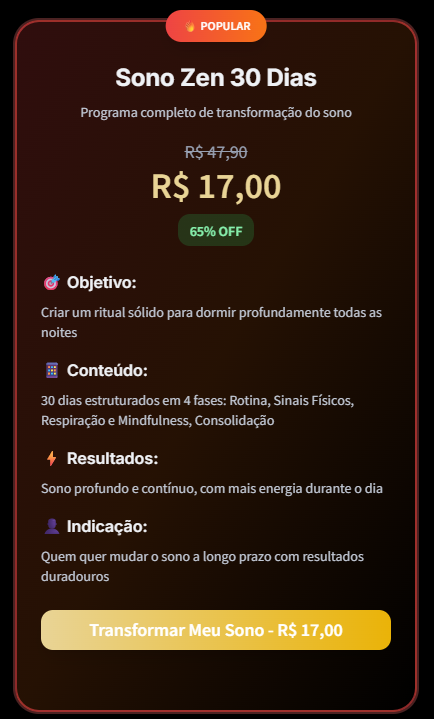 🔥 POPULAR
Sono Zen 30 Dias
Programa completo de transformação do sono
R$ 47,90
R$ 17,00
65% OFF
🎯 Objetivo:
Criar um ritual sólido para dormir profundamente todas as
noites
Conteúdo:
30 dias estruturados em 4 fases: Rotina, Sinais Físicos,
Respiração e Mindfulness, Consolidação
⚡ Resultados:
Sono profundo e contínuo, com mais energia durante o dia
👤 Indicação:
Quem quer mudar o sono a longo prazo com resultados
duradouros
Transformar Meu Sono - R$ 17,00